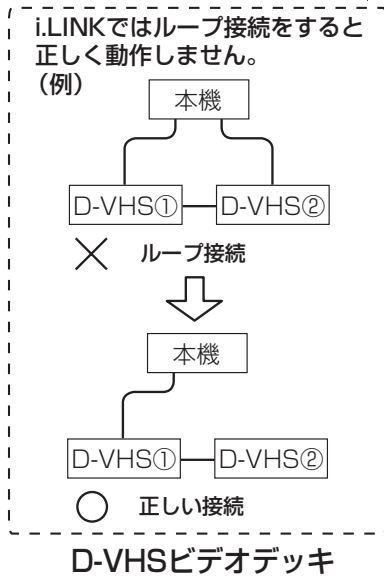 i.LINKではループ接続をすると
正しく動作しません。
(例)
本機
D-VHS① D-VHS②
ループ接続
本機
D-VHS① D-VHS②
正しい接続
D-VHSビデオデッキ